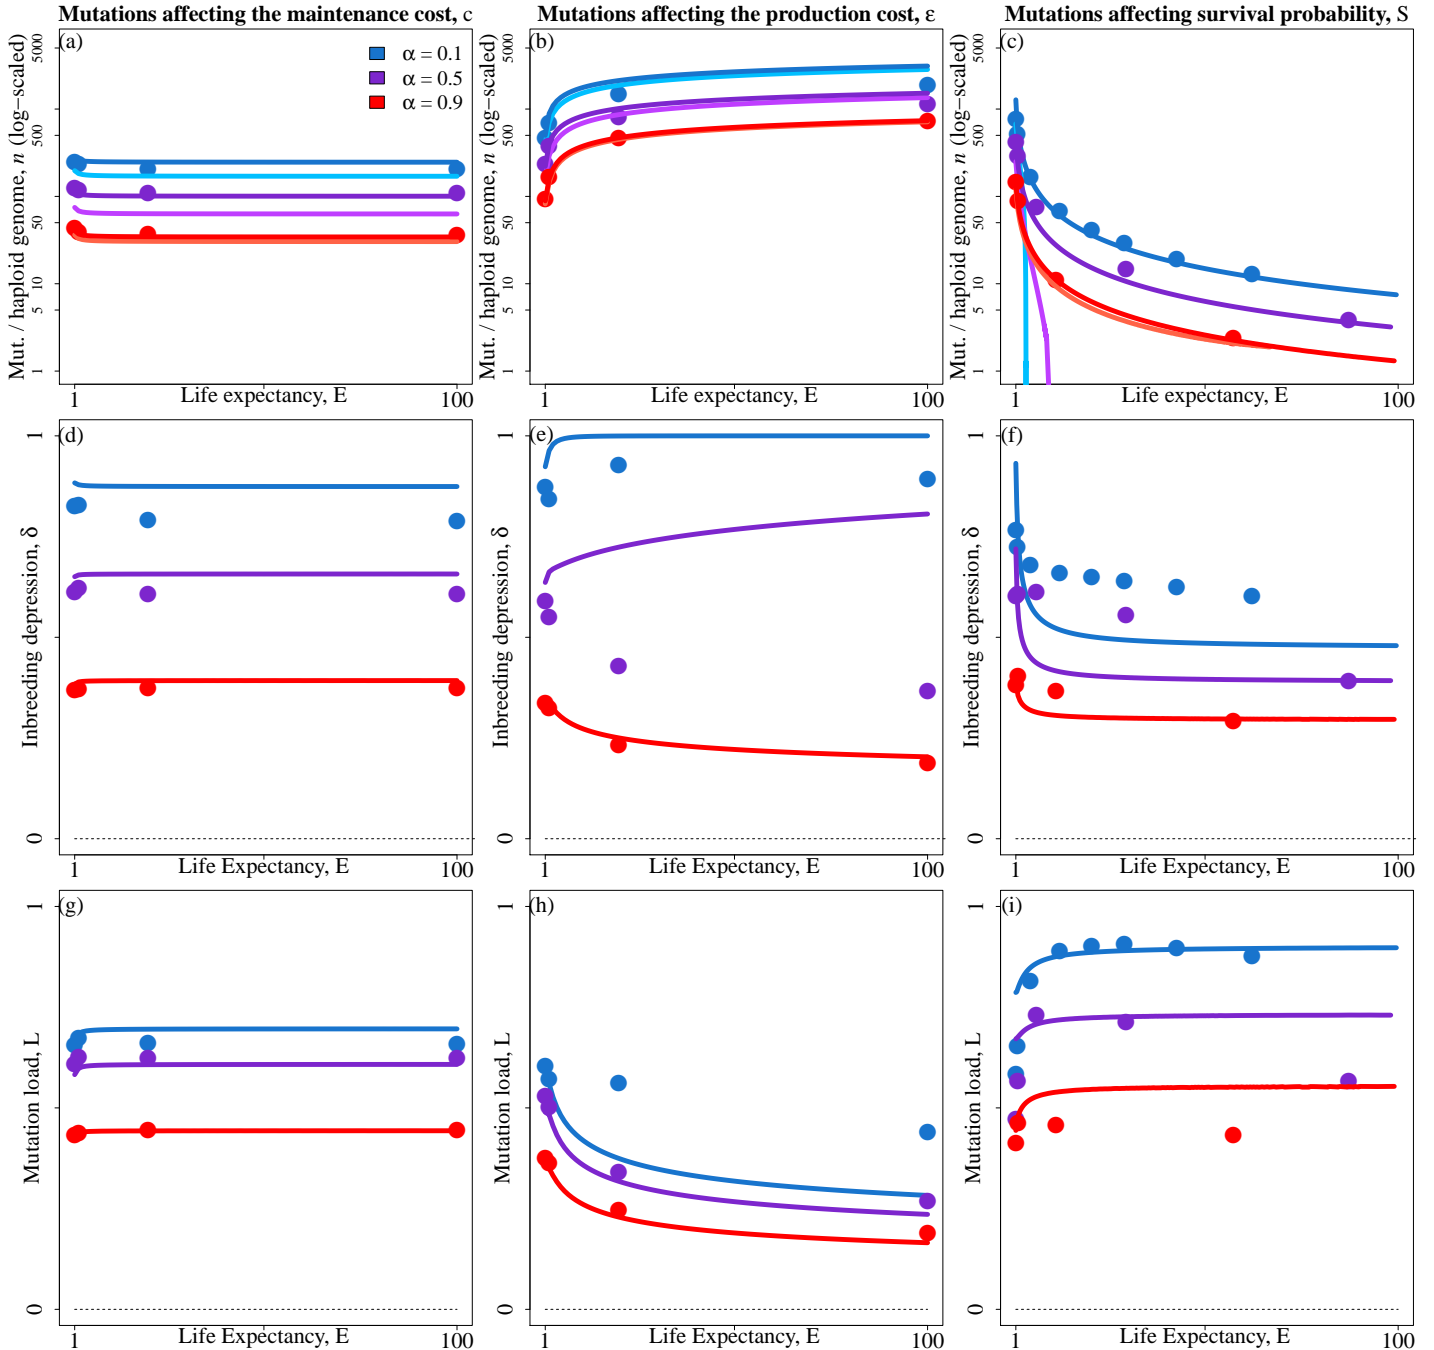 Mutations affecting the maintenance cost, c
Mutations affecting the production cost, ε
Mutations affecting survival probability, S
(a)
α = 0.1
α = 0.5
α = 0.9
Mut. / haploid genome, n (log−scaled)
1
5
10
50
500
5000
1
100
Life expectancy, E
(b)
Mut. / haploid genome, n (log−scaled)
1
5
10
50
500
5000
1
100
Life expectancy, E
(c)
Mut. / haploid genome, n (log−scaled)
1
5
10
50
500
5000
1
100
Life expectancy, E
(d)
Inbreeding depression, δ
0
1
1
100
Life Expectancy, E
(e)
Inbreeding depression, δ
0
1
1
100
Life Expectancy, E
(f)
Inbreeding depression, δ
0
1
1
100
Life Expectancy, E
(g)
Mutation load, L
0
1
1
100
Life Expectancy, E
(h)
Mutation load, L
0
1
1
100
Life Expectancy, E
(i)
Mutation load, L
0
1
1
100
Life Expectancy, E